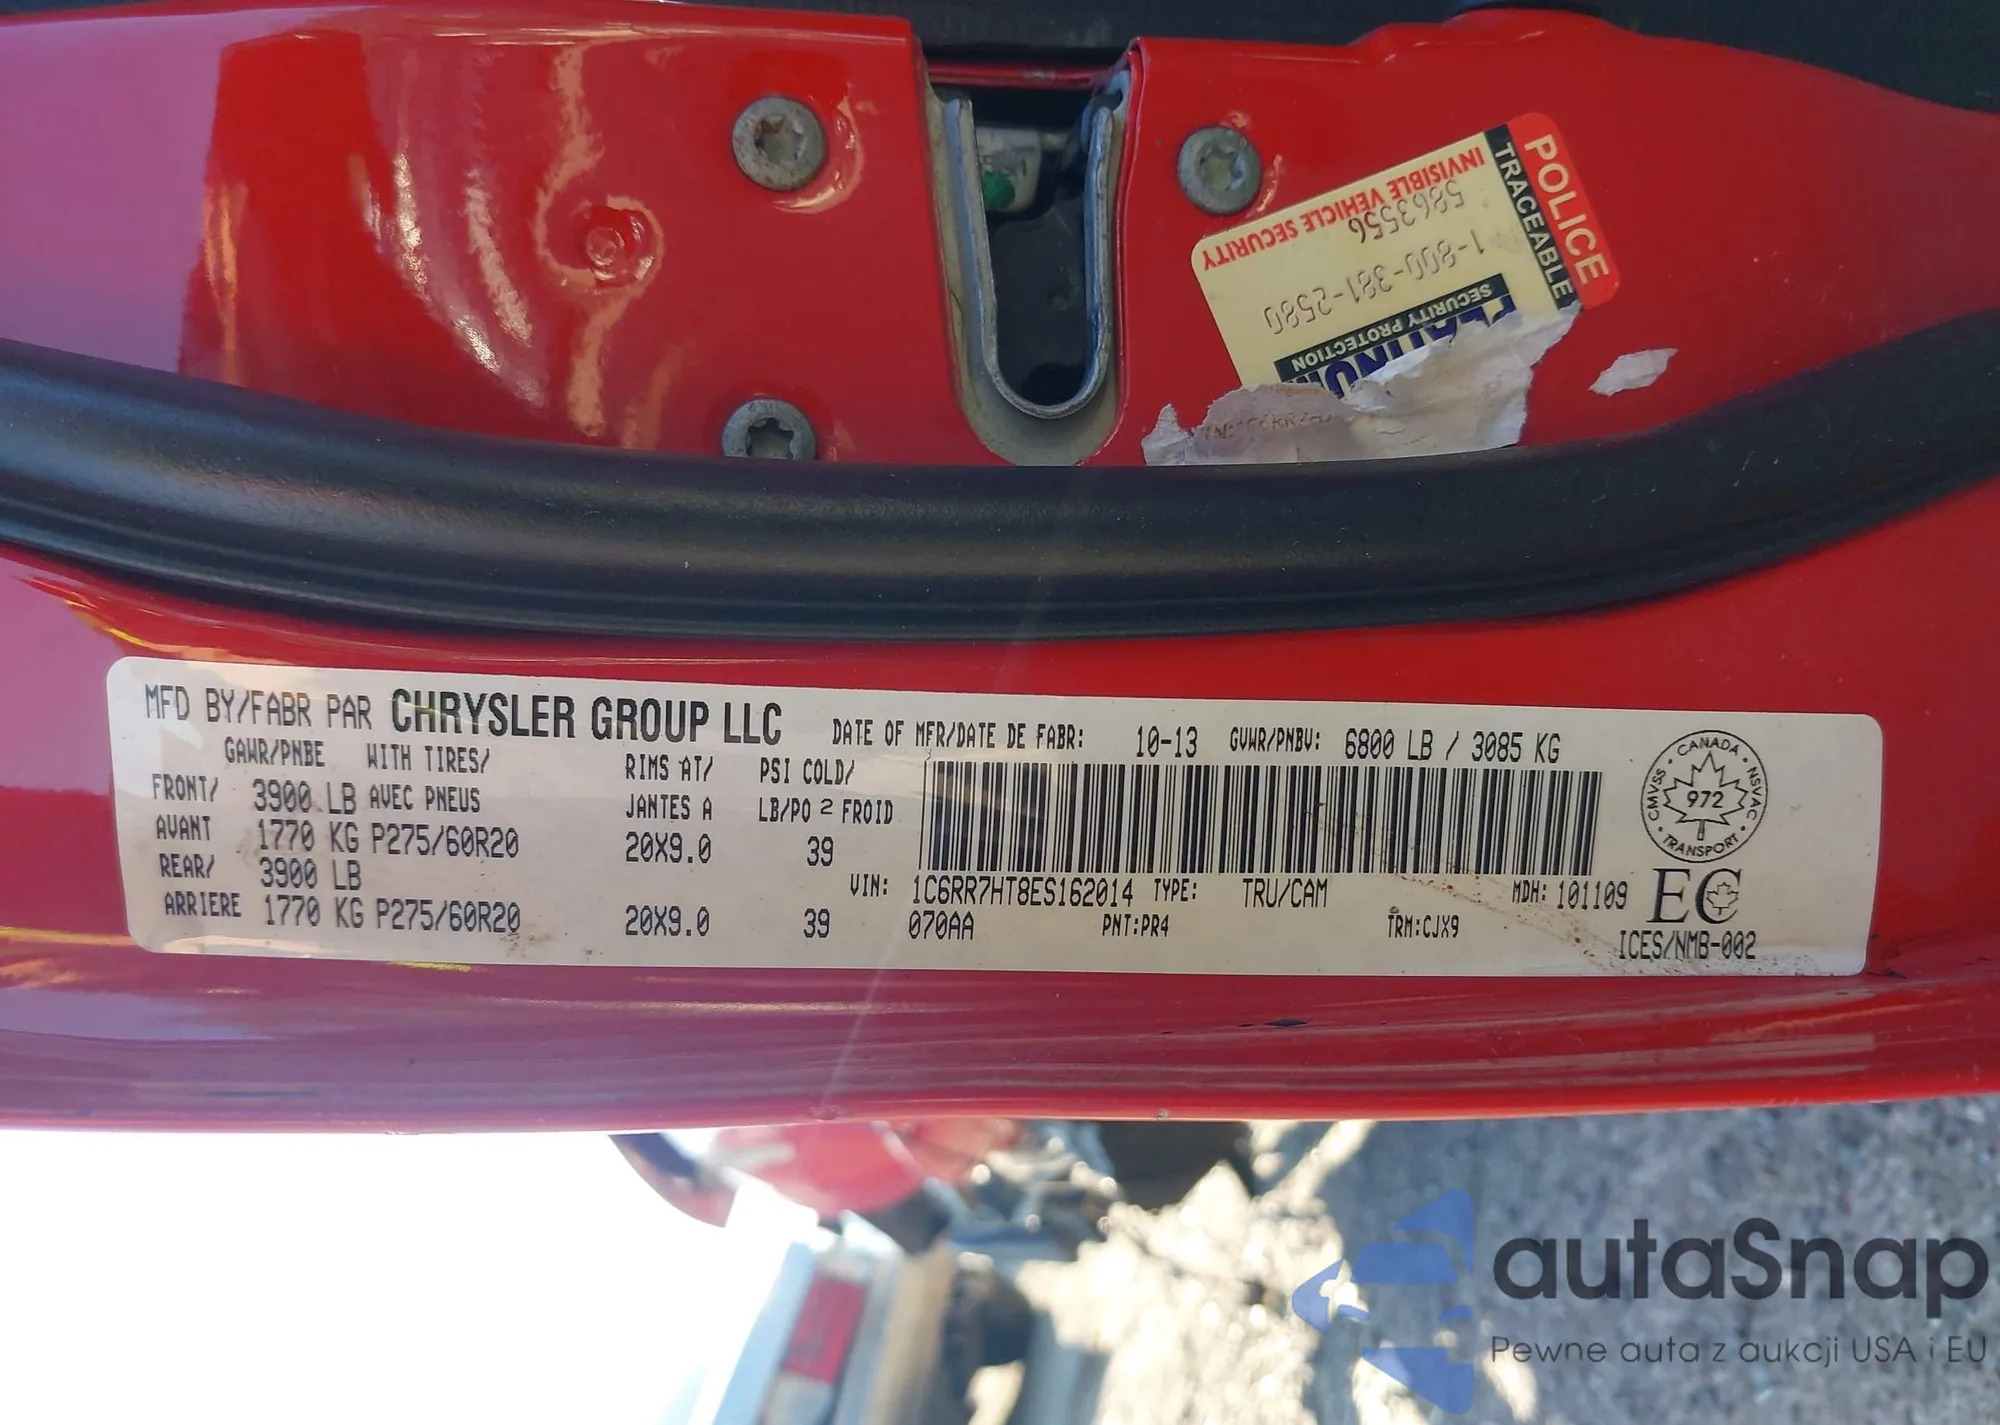 POLICE
TRACEABLE
INVISIBLE VEHICLE SECURITY
5863556
1-800-381-2580
SECURITY PROTECTION
MFD BY/FABR PAR CHRYSLER GROUP LLC DATE OF MFR/DATE DE FABR: 10-13 GVWR/PNBV: 6800 LB / 3085 KG
GAWR/PNBE WITH TIRES/ RIMS AT/ PSI COLD/
FRONT/ 3900 LB AVEC PNEUS JANTES A LB/PO 2 FROID
AVANT 1770 KG P275/60R20 20X9.0 39
REAR/ 3900 LB
VIN: 1C6RR7HT8ES162014 TYPE: TRU/CAM MDH: 101109
ARRIERE 1770 KG P275/60R20 20X9.0 39 070AA PNT:PR4 TRM:CJX9
CANADA
CMVSS 972 NSVAC
TRANSPORT
EC
ICES/NMB-002
autaSnap
Pewne auta z aukcji USA i EU